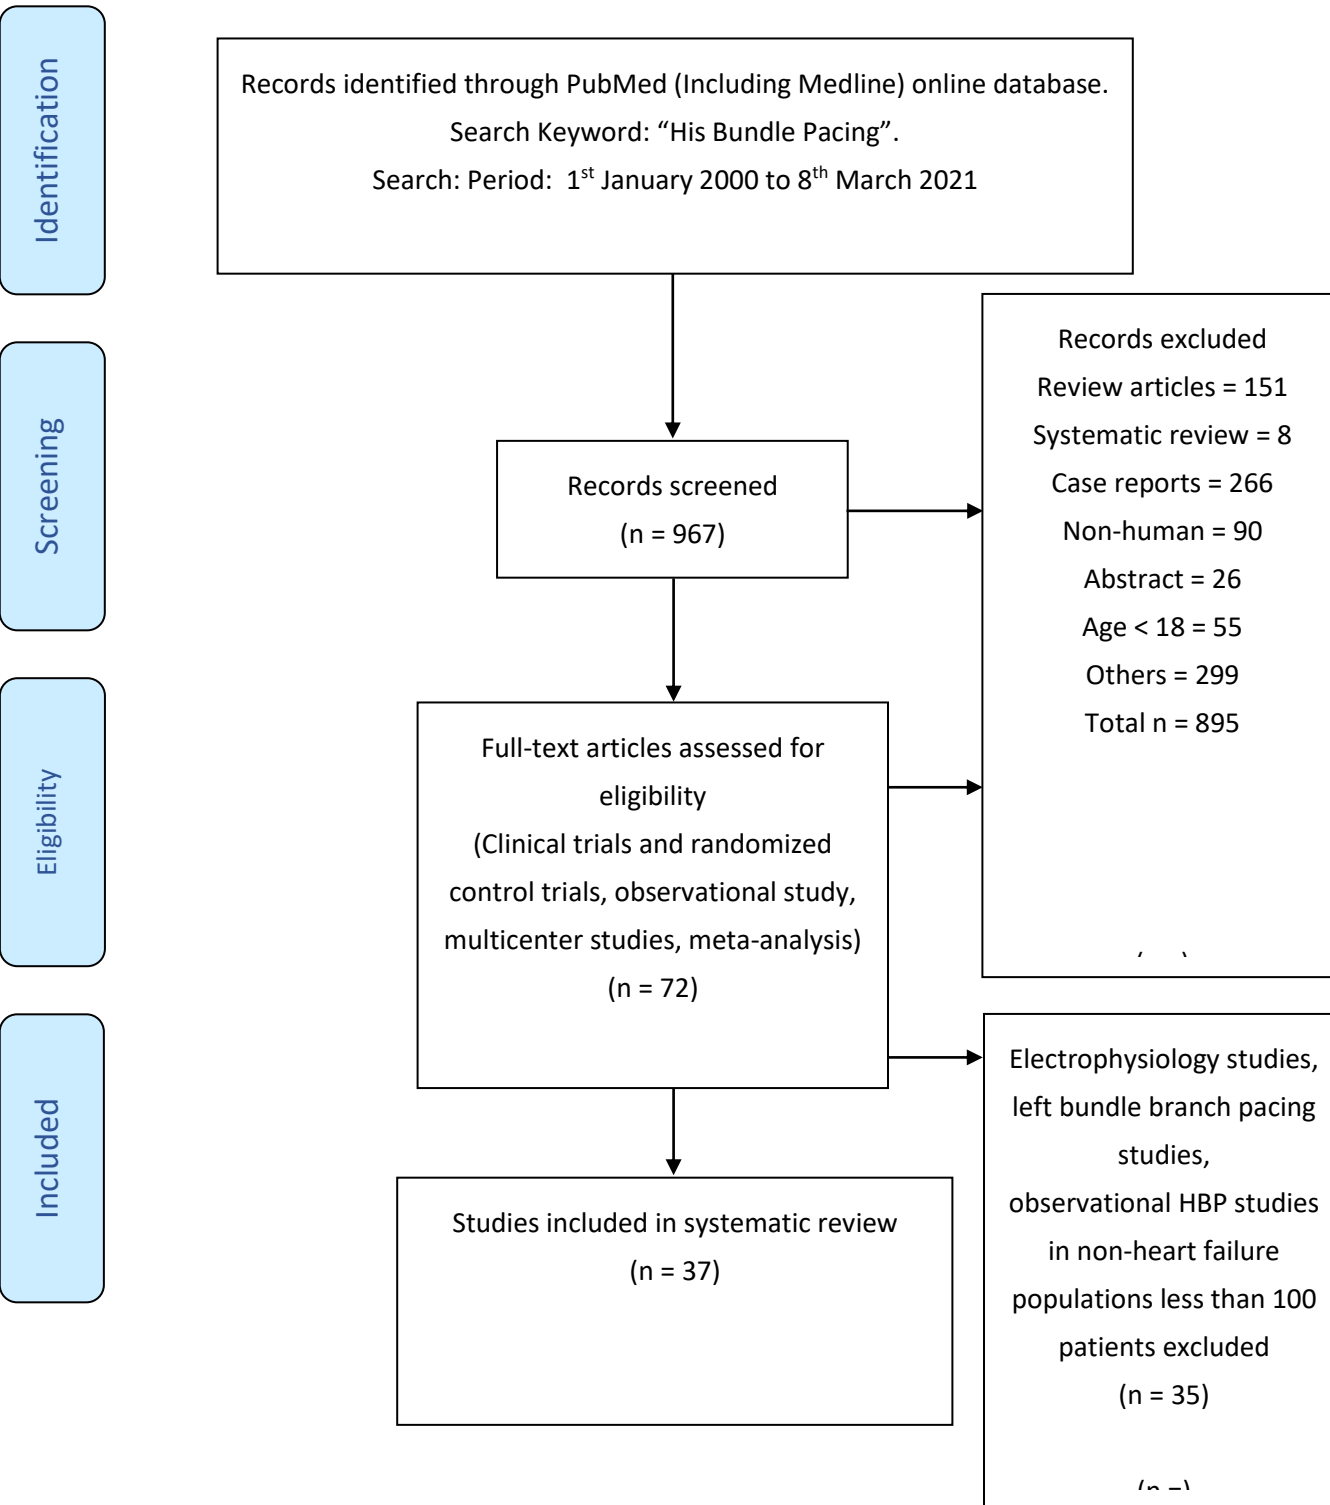 Identification
Records identified through PubMed (Including Medline) online database.
Search Keyword: “His Bundle Pacing”.
Search: Period: 1st January 2000 to 8th March 2021
Screening
Records screened
(n = 967)
Records excluded
Review articles = 151
Systematic review = 8
Case reports = 266
Non-human = 90
Abstract = 26
Age < 18 = 55
Others = 299
Total n = 895
Eligibility
Full-text articles assessed for
eligibility
(Clinical trials and randomized
control trials, observational study,
multicenter studies, meta-analysis)
(n = 72)
Included
Studies included in systematic review
(n = 37)
Electrophysiology studies,
left bundle branch pacing
studies,
observational HBP studies
in non-heart failure
populations less than 100
patients excluded
(n = 35)